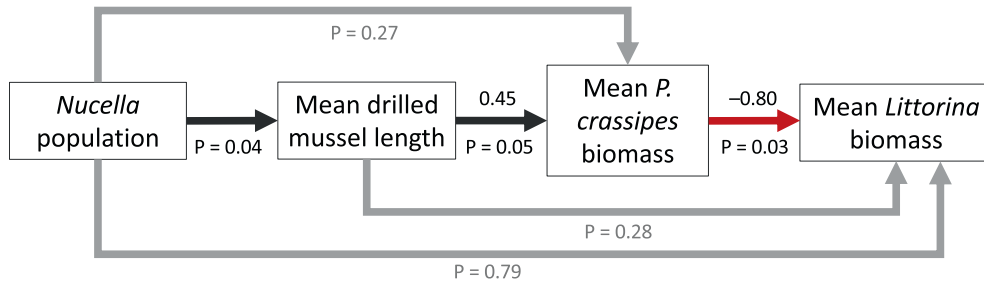 P = 0.27
Nucella
population
P = 0.04
Mean drilled
mussel length
0.45
P = 0.05
Mean P.
crassipes
biomass
–0.80
P = 0.03
Mean Littorina
biomass
P = 0.28
P = 0.79